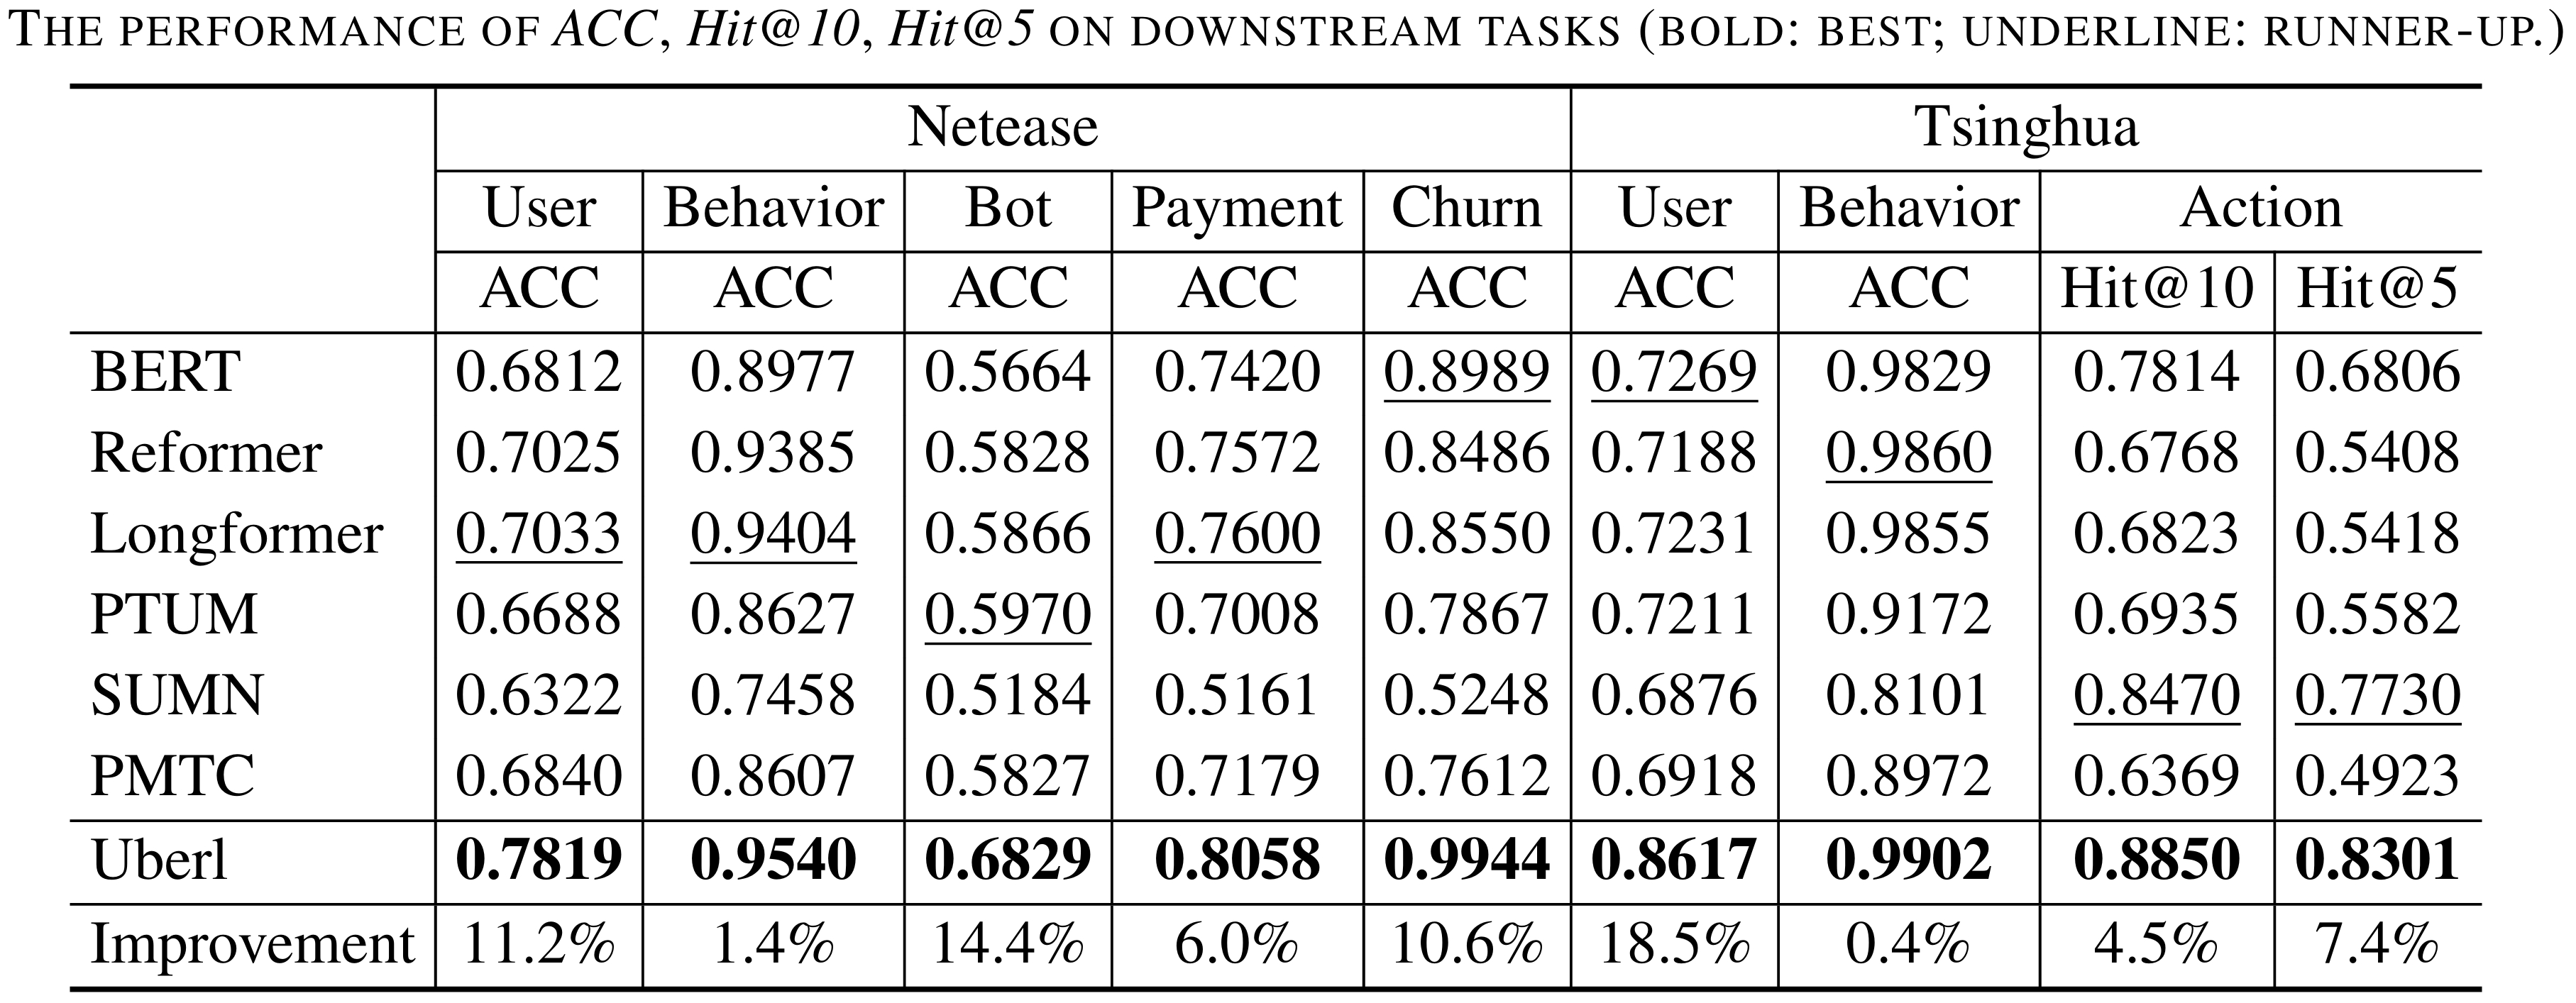 THE PERFORMANCE OF ACC, Hit@10, Hit@5 ON DOWNSTREAM TASKS (BOLD: BEST; UNDERLINE: RUNNER-UP.)
Netease Tsinghua
User Behavior Bot Payment Churn User Behavior Action
ACC ACC ACC ACC ACC ACC ACC Hit@10 Hit@5
BERT 0.6812 0.8977 0.5664 0.7420 0.8989 0.7269 0.9829 0.7814 0.6806
Reformer 0.7025 0.9385 0.5828 0.7572 0.8486 0.7188 0.9860 0.6768 0.5408
Longformer 0.7033 0.9404 0.5866 0.7600 0.8550 0.7231 0.9855 0.6823 0.5418
PTUM 0.6688 0.8627 0.5970 0.7008 0.7867 0.7211 0.9172 0.6935 0.5582
SUMN 0.6322 0.7458 0.5184 0.5161 0.5248 0.6876 0.8101 0.8470 0.7730
PMTC 0.6840 0.8607 0.5827 0.7179 0.7612 0.6918 0.8972 0.6369 0.4923
Uberl 0.7819 0.9540 0.6829 0.8058 0.9944 0.8617 0.9902 0.8850 0.8301
Improvement 11.2% 1.4% 14.4% 6.0% 10.6% 18.5% 0.4% 4.5% 7.4%